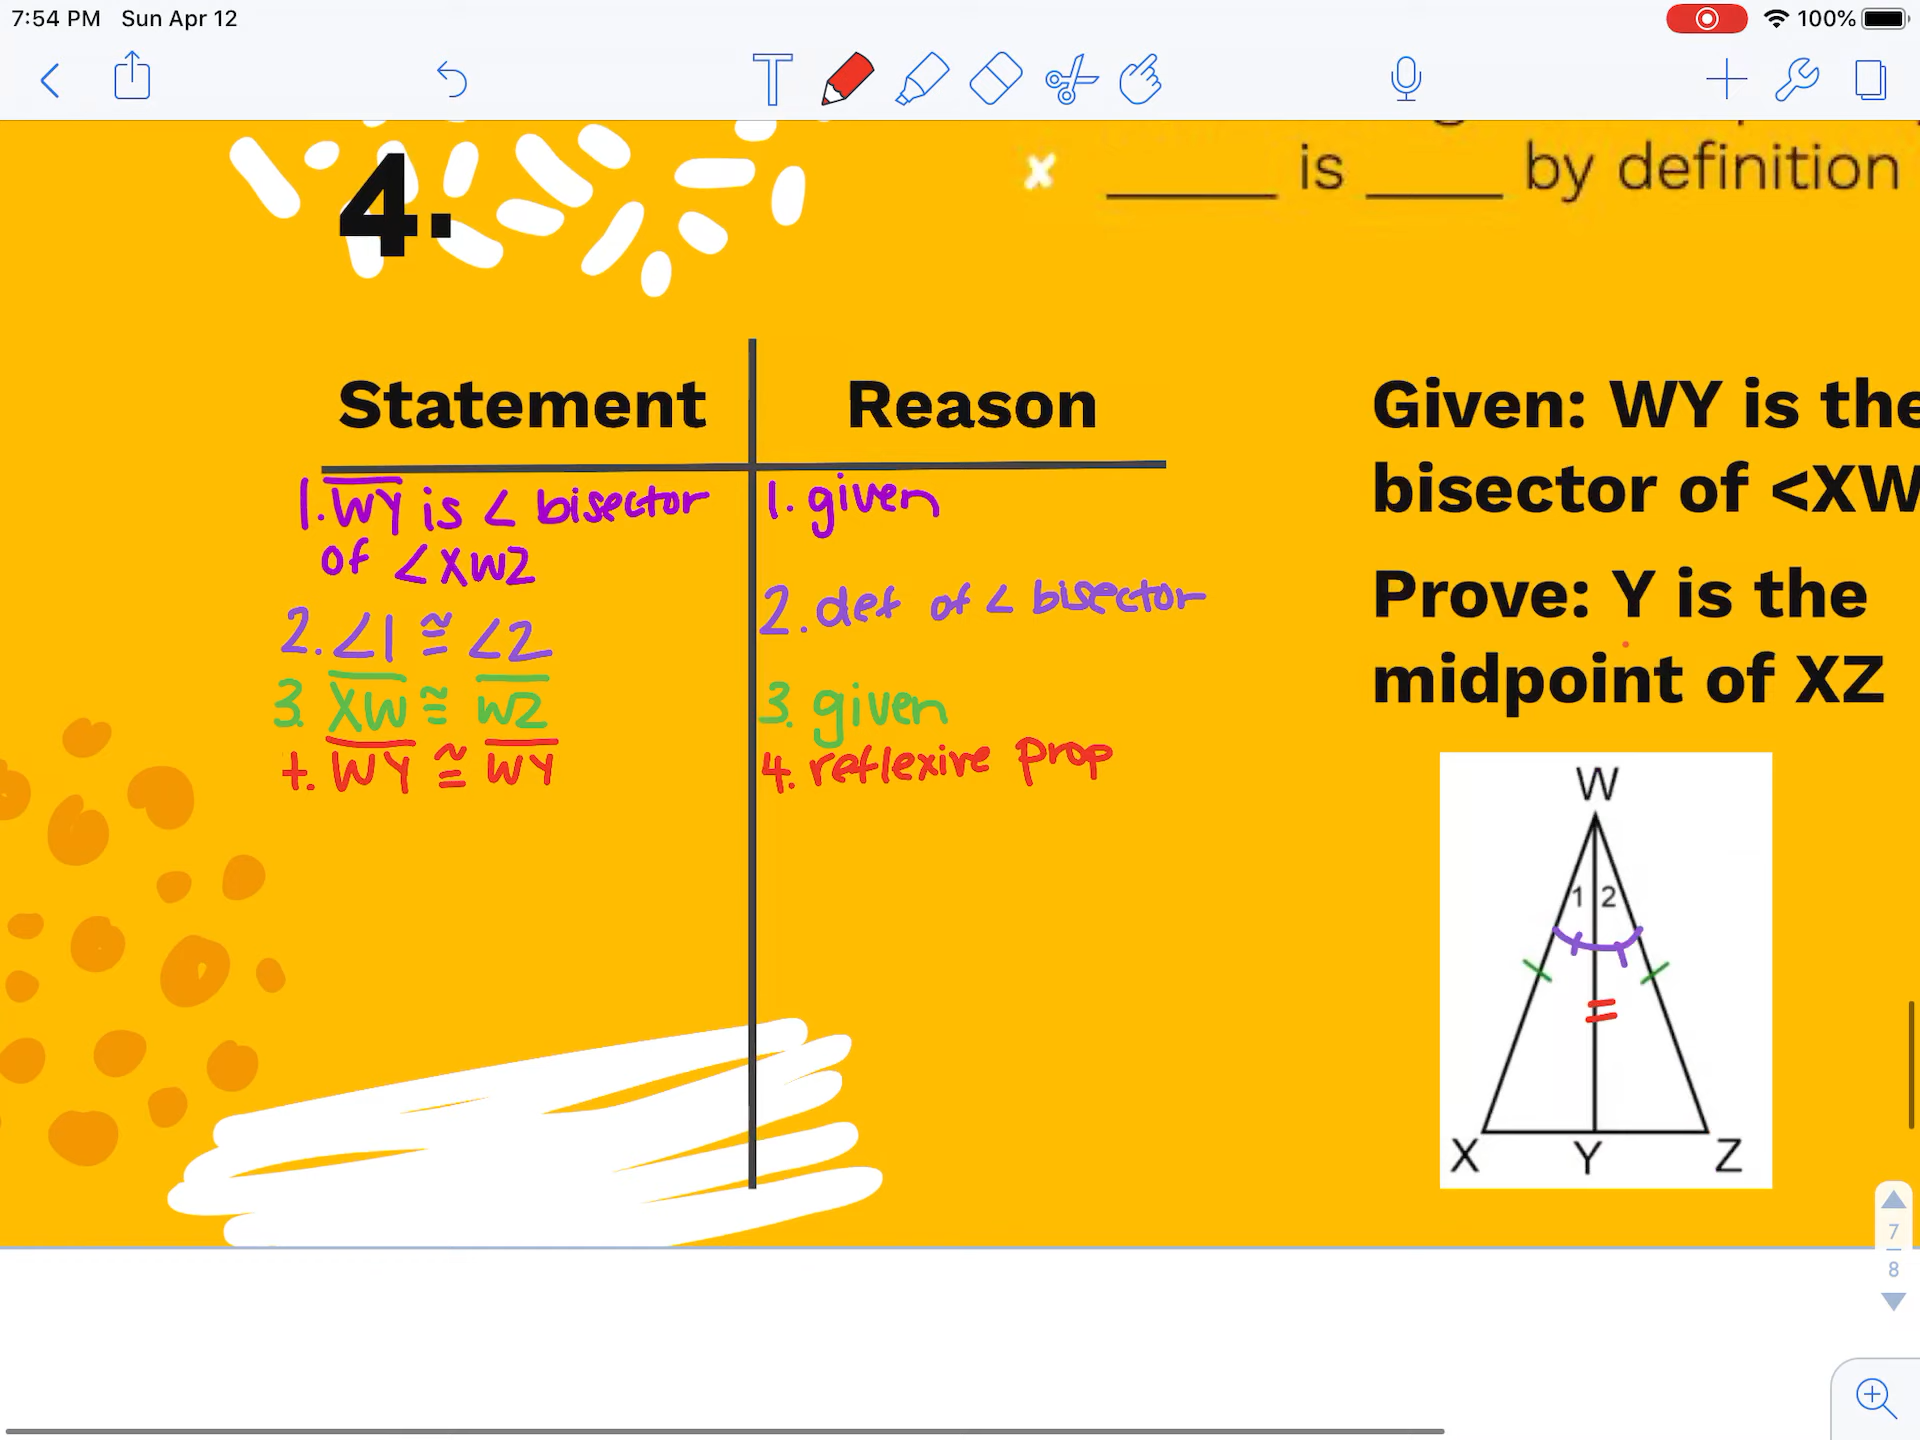 7:54 PM Sun Apr 12
100%
T
4.
x _____ is _____ by definition
Statement
Reason
Given: WY is the
bisector of <XW
Prove: Y is the
midpoint of XZ
1. WY is ∠ bisector
of ∠XWZ
1. given
2. ∠1 ≅ ∠2
2. def of ∠ bisector
3. XW ≅ WZ
3. given
4. WY ≅ WY
4. reflexive prop
W
1 2
X Y Z
7
8